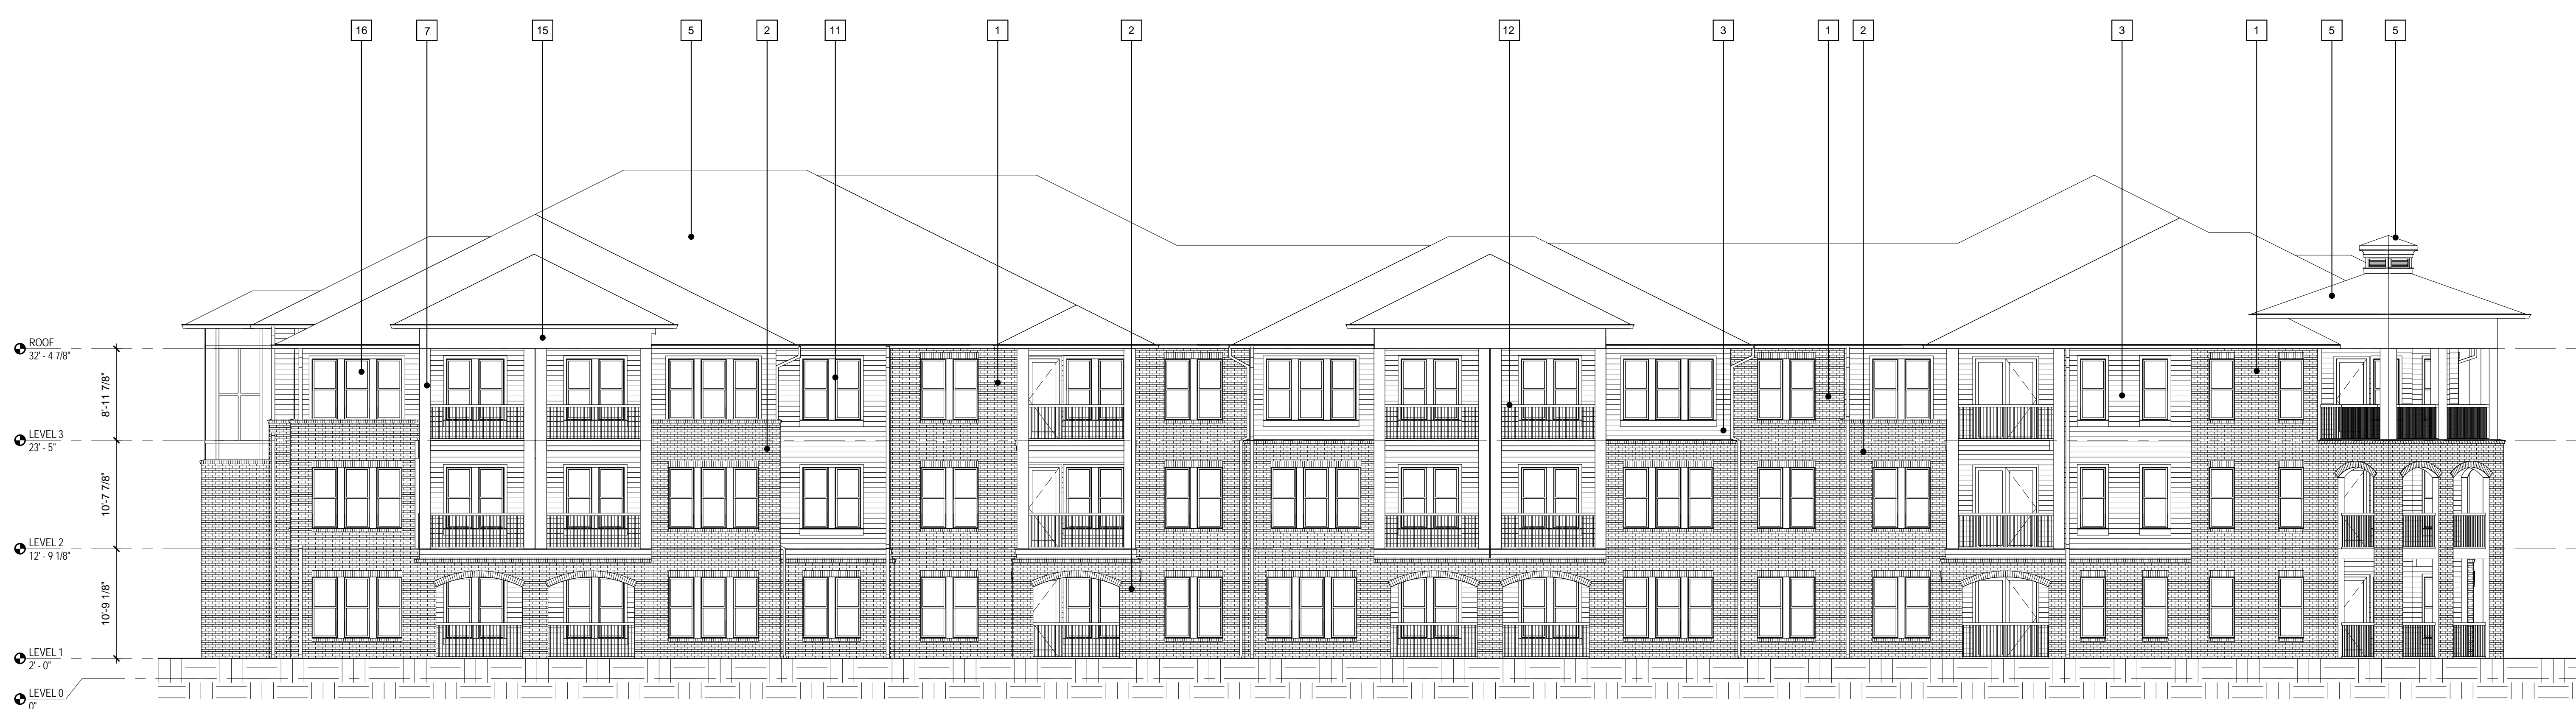 16 7 15 5 2 11 1 2 12 3 1 2 3 1 5 5
ROOF
32' - 4 7/8"
8'-11 7/8"
LEVEL 3
23' - 5"
10'-7 7/8"
LEVEL 2
12' - 9 1/8"
10'-9 1/8"
LEVEL 1
2' - 0"
LEVEL 0
0"